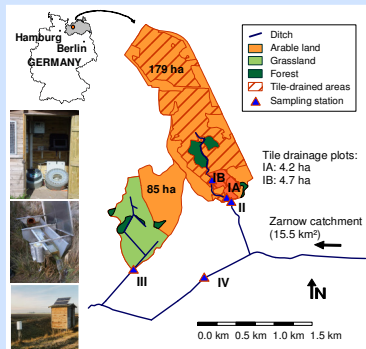 Hamburg
Berlin
GERMANY
179 ha
Ditch
Arable land
Grassland
Forest
Tile-drained areas
Sampling station
Tile drainage plots:
IA: 4.2 ha
IB: 4.7 ha
IB
IA
II
85 ha
Zarnow catchment
(15.5 km²)
III
IV
N
0.0 km 0.5 km 1.0 km 1.5 km